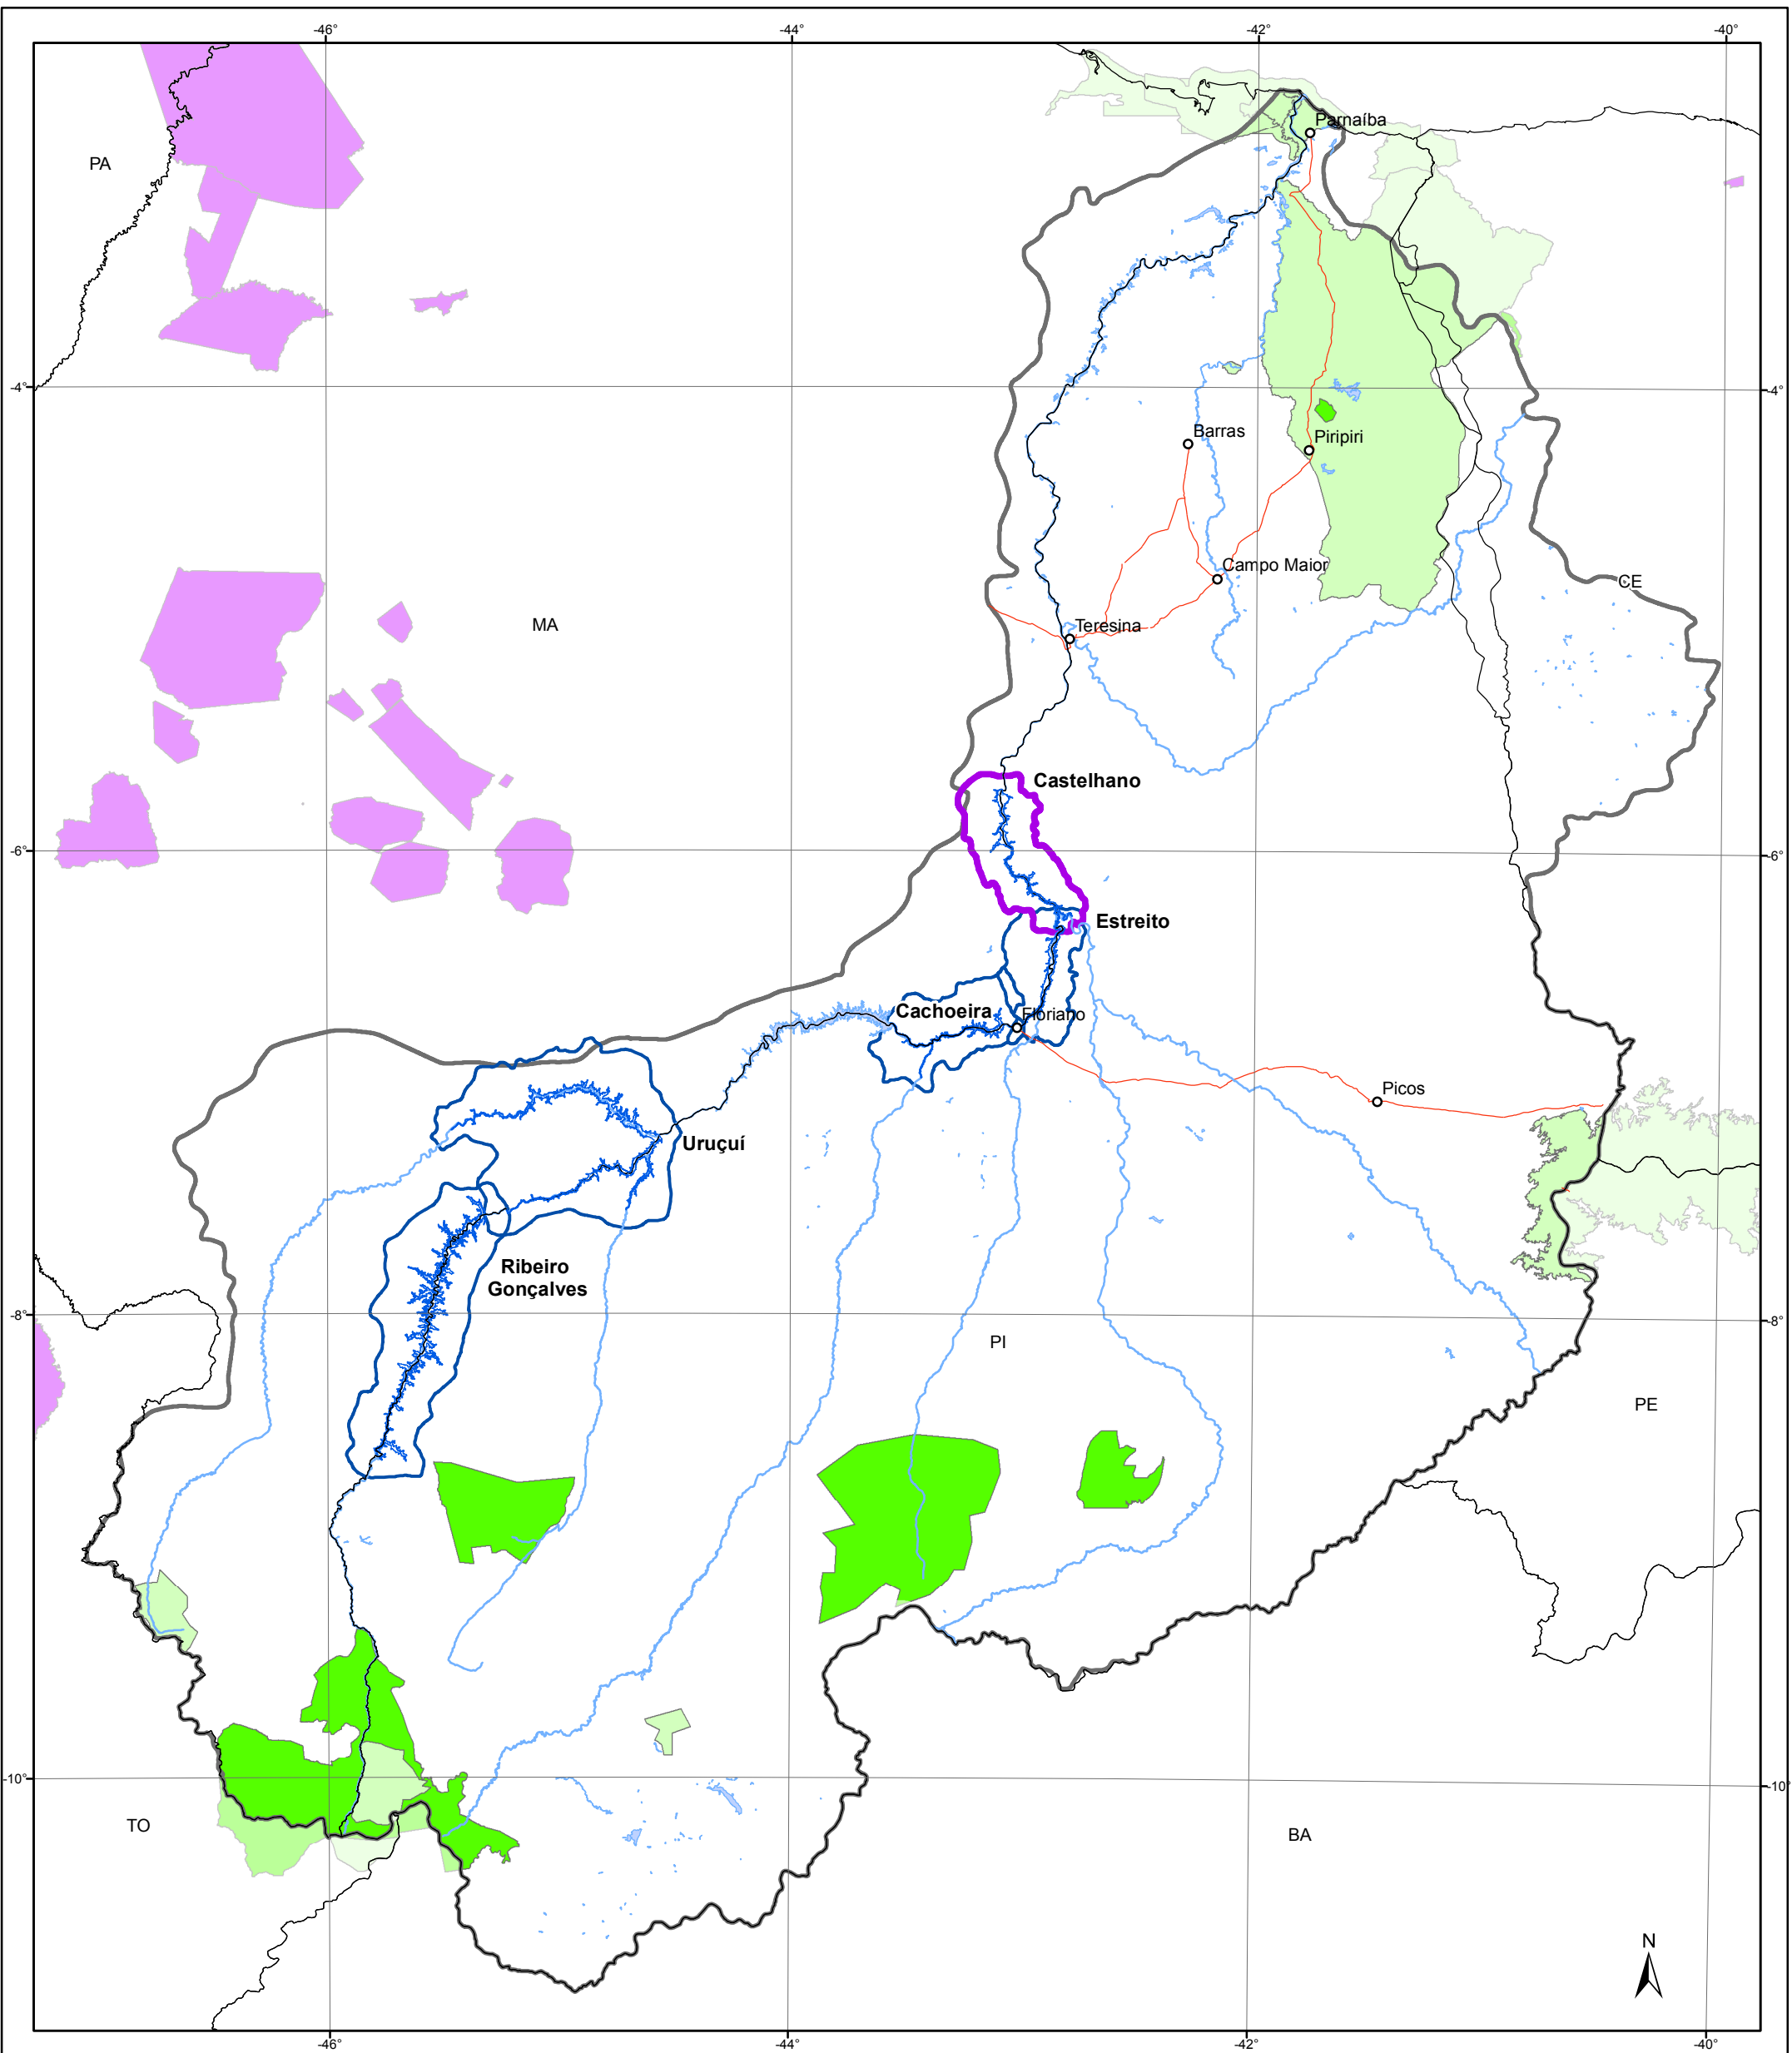 -46°
-44°
-42°
-40°
Parnaíba
PA
-4°
-4°
Barras
Piripiri
Campo Maior
CE
MA
Teresina
Castelhano
-6°
-6°
Estreito
Cachoeira
Floriano
Picos
Uruçuí
Ribeiro
Gonçalves
-8°
-8°
PI
PE
-10°
-10°
TO
BA
N
-46°
-44°
-42°
-40°